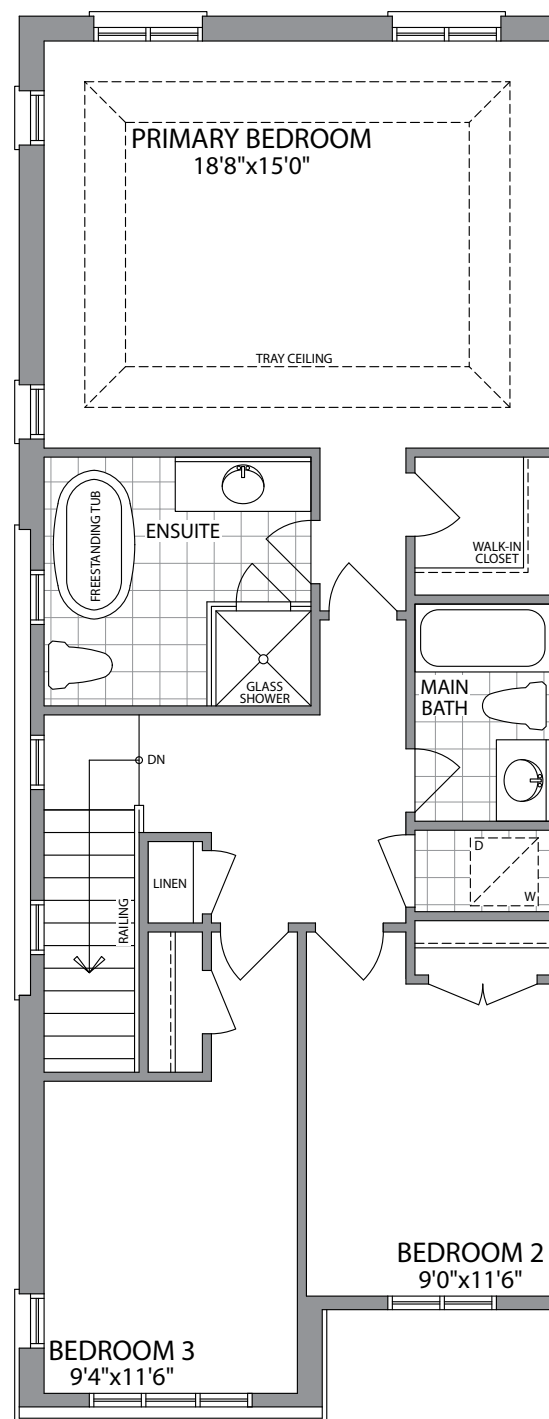 PRIMARY BEDROOM
18'8"x15'0"
TRAY CEILING
FREESTANDING TUB
ENSUITE
WALK-IN
CLOSET
GLASS
SHOWER
MAIN
BATH
DN
D
W
LINEN
RAILING
BEDROOM 2
9'0"x11'6"
BEDROOM 3
9'4"x11'6"